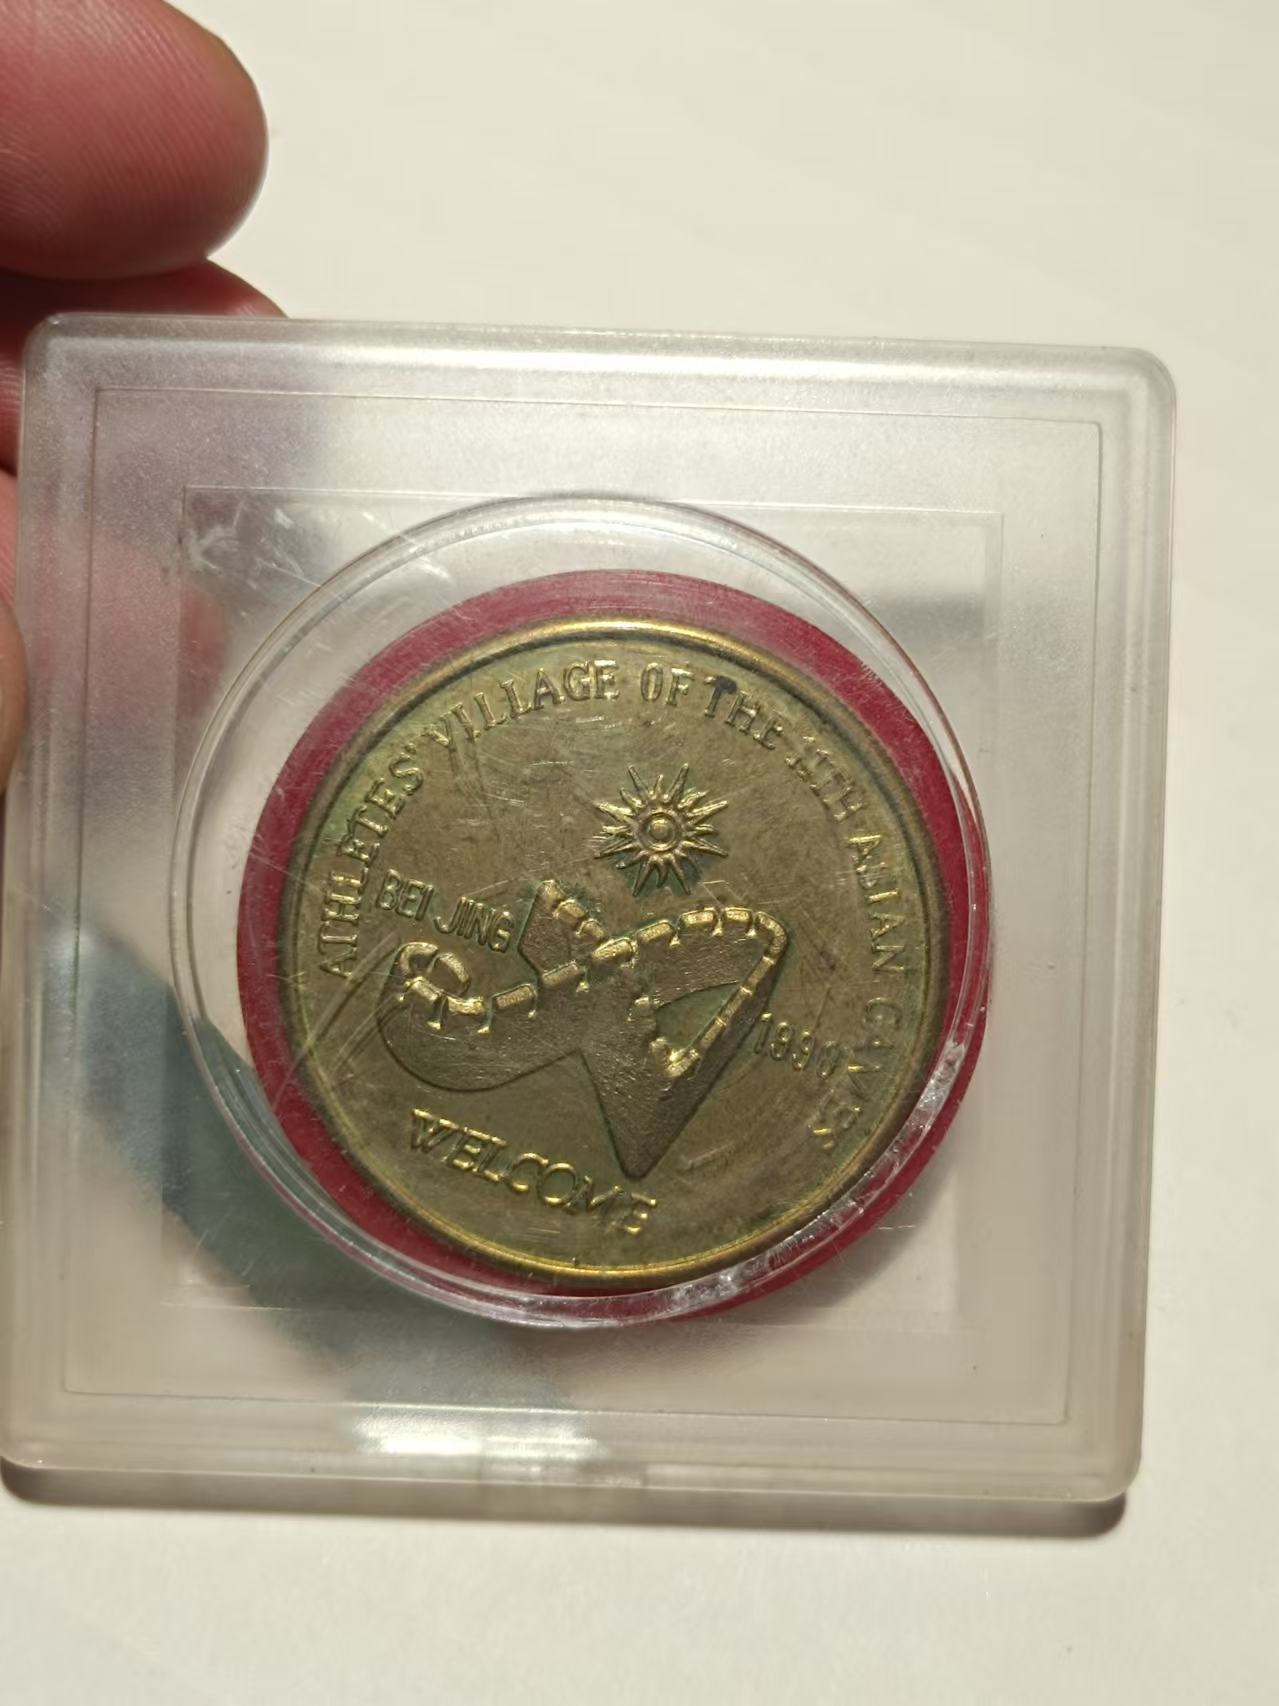 ATHLETES' VILLAGE OF THE 11TH ASIAN GAMES
BEI JING
1990
WELCOME